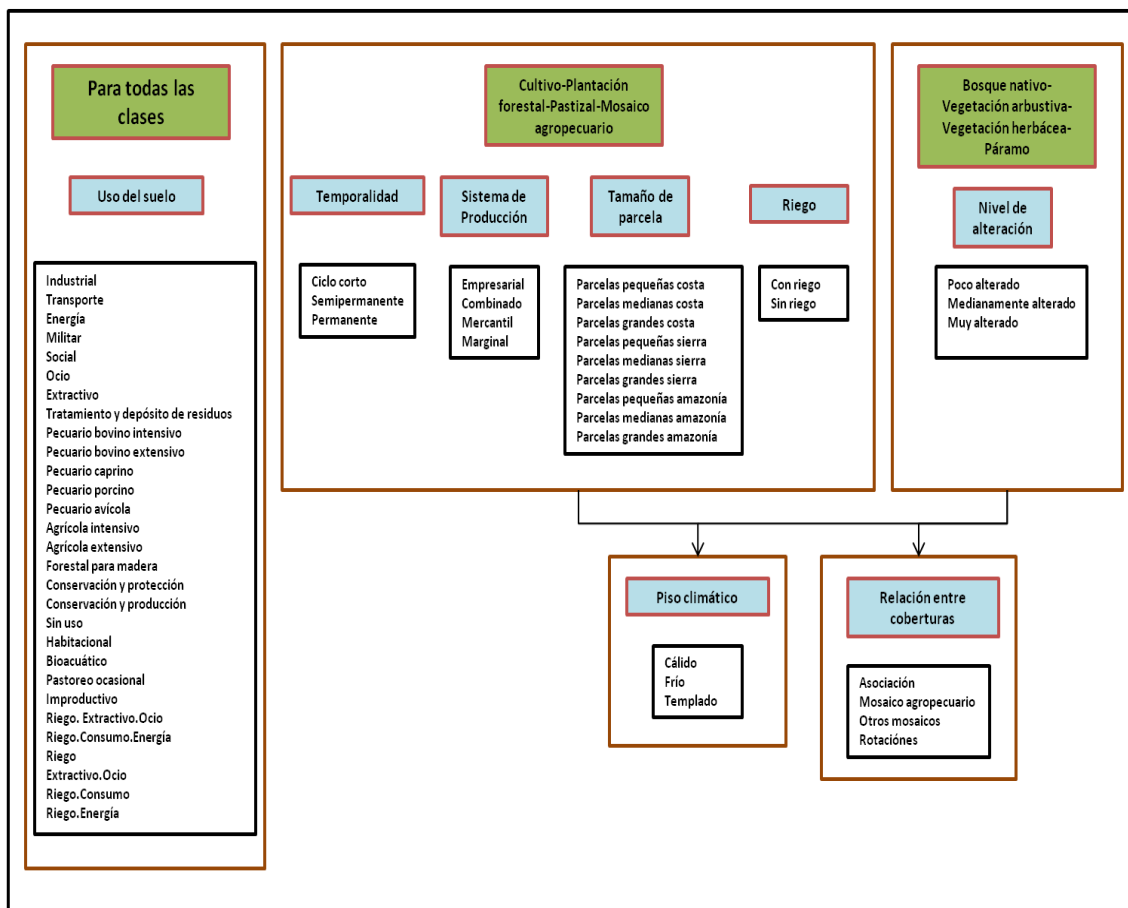 Para todas las
clases
Uso del suelo
Industrial
Transporte
Energía
Militar
Social
Ocio
Extractivo
Tratamiento y depósito de residuos
Pecuario bovino intensivo
Pecuario bovino extensivo
Pecuario caprino
Pecuario porcino
Pecuario avícola
Agrícola intensivo
Agrícola extensivo
Forestal para madera
Conservación y protección
Conservación y producción
Sin uso
Habitacional
Bioacuático
Pastoreo ocasional
Improductivo
Riego. Extractivo.Ocio
Riego.Consumo.Energía
Riego
Extractivo.Ocio
Riego.Consumo
Riego.Energía
Cultivo-Plantación
forestal-Pastizal-Mosaico
agropecuario
Temporalidad
Ciclo corto
Semipermanente
Permanente
Sistema de
Producción
Empresarial
Combinado
Mercantil
Marginal
Tamaño de
parcela
Parcelas pequeñas costa
Parcelas medianas costa
Parcelas grandes costa
Parcelas pequeñas sierra
Parcelas medianas sierra
Parcelas grandes sierra
Parcelas pequeñas amazonía
Parcelas medianas amazonía
Parcelas grandes amazonía
Riego
Con riego
Sin riego
Bosque nativo-
Vegetación arbustiva-
Vegetación herbácea-
Páramo
Nivel de
alteración
Poco alterado
Medianamente alterado
Muy alterado
Piso climático
Cálido
Frío
Templado
Relación entre
coberturas
Asociación
Mosaico agropecuario
Otros mosaicos
Rotaciónes